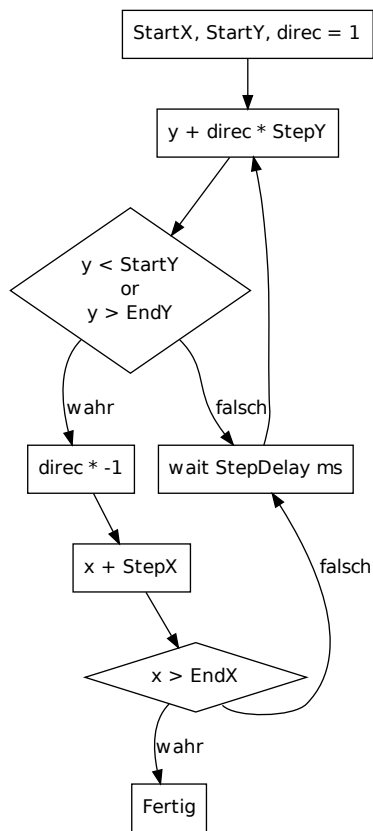 StartX, StartY, direc = 1
y + direc * StepY
y < StartY
or
y > EndY
wahr
falsch
direc * -1
wait StepDelay ms
x + StepX
falsch
x > EndX
wahr
Fertig